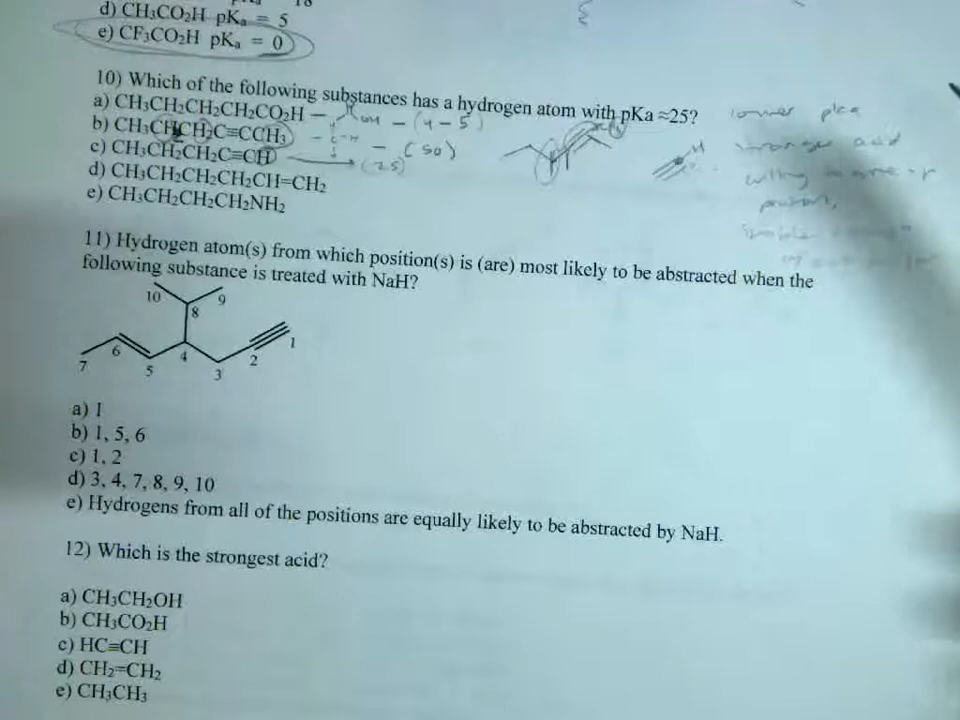 d) CH₃CO₂H pKₐ = 5
e) CF₃CO₂H pKₐ = 0
10) Which of the following substances has a hydrogen atom with pKa ≈25?
a) CH₃CH₂CH₂CH₂CO₂H – OH – (4-5)
b) CH₃CH₂CH₂C≡CCH₃ – (50)
c) CH₃CH₂CH₂C≡CH (25)
d) CH₃CH₂CH₂CH₂CH=CH₂
e) CH₃CH₂CH₂CH₂NH₂
lower pka
acid
H
11) Hydrogen atom(s) from which position(s) is (are) most likely to be abstracted when the
following substance is treated with NaH?
10 9
8
6 4 2 1
7 5 3
a) 1
b) 1, 5, 6
c) 1, 2
d) 3, 4, 7, 8, 9, 10
e) Hydrogens from all of the positions are equally likely to be abstracted by NaH.
12) Which is the strongest acid?
a) CH₃CH₂OH
b) CH₃CO₂H
c) HC≡CH
d) CH₂=CH₂
e) CH₃CH₃